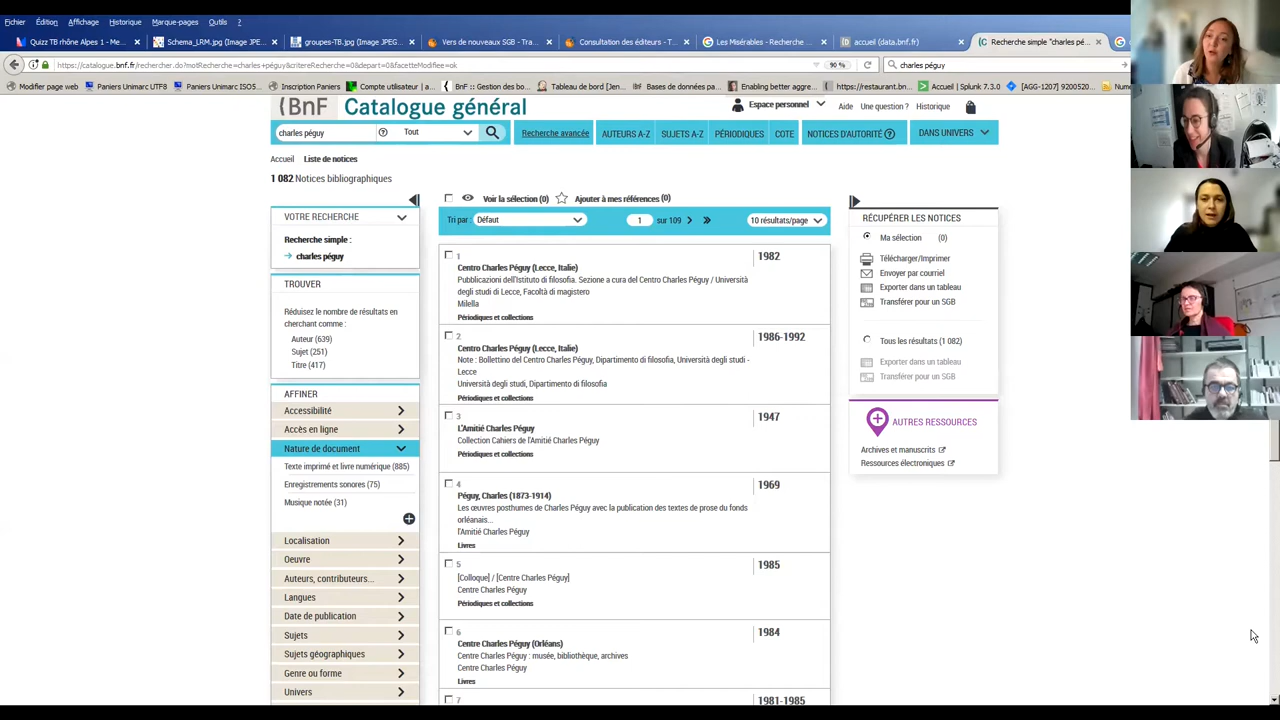 Fichier Édition Affichage Historique Marque-pages Outils ?
Quizz TB rhône Alpes 1 - Me... Schema_LRM.jpg (Image JPE... groupes-TB.jpg (Image JPEG... Vers de nouveaux SGB - Tra... Consultation des éditeurs - T... Les Misérables - Recherche ... accueil (data.bnf.fr) Recherche simple "charles pé...
https://catalogue.bnf.fr/rechercher.do?motRecherche=charles+péguy&critereRecherche=0&depart=0&facetteModifiee=ok 90 % charles péguy
Modifier page web Paniers Unimarc UTF8 Paniers Unimarc ISO5... Inscription Paniers Compte utilisateur / a... BnF :: Gestion des bo... Tableau de bord [Jen... Bases de données pa... Enabling better aggre... https://restaurant.bn... Accueil | Splunk 7.3.0 [AGG-1207] 9200520...
{BnF Catalogue général
Espace personnel Aide Une question ? Historique
charles péguy Tout Recherche avancée AUTEURS A-Z SUJETS A-Z PÉRIODIQUES COTE NOTICES D'AUTORITÉ DANS UNIVERS
Accueil Liste de notices
1 082 Notices bibliographiques
VOTRE RECHERCHE
Recherche simple :
charles péguy
TROUVER
Réduisez le nombre de résultats en
cherchant comme :
Auteur (639)
Sujet (251)
Titre (417)
AFFINER
Accessibilité
Accès en ligne
Nature de document
Texte imprimé et livre numérique (885)
Enregistrements sonores (75)
Musique notée (31)
Localisation
Oeuvre
Auteurs, contributeurs...
Langues
Date de publication
Sujets
Sujets géographiques
Genre ou forme
Univers
Voir la sélection (0) Ajouter à mes références (0)
Tri par : Défaut 1 sur 109 10 résultats/page
1 1982
Centro Charles Péguy (Lecce, Italie)
Pubblicazioni dell'Istituto di filosofia. Sezione a cura del Centro Charles Péguy / Università
degli studi di Lecce, Facoltà di magistero
Milella
Périodiques et collections
2 1986-1992
Centro Charles Péguy (Lecce, Italie)
Note : Bollettino del Centro Charles Péguy, Dipartimento di filosofia, Università degli studi -
Lecce
Università degli studi, Dipartimento di filosofia
Périodiques et collections
3 1947
L'Amitié Charles Péguy
Collection Cahiers de l'Amitié Charles Péguy
Périodiques et collections
4 1969
Péguy, Charles (1873-1914)
Les œuvres posthumes de Charles Péguy avec la publication des textes de prose du fonds
orléanais...
l'Amitié Charles Péguy
Livres
5 1985
[Colloque] / [Centre Charles Péguy]
Centre Charles Péguy
Périodiques et collections
6 1984
Centre Charles Péguy (Orléans)
Centre Charles Péguy : musée, bibliothèque, archives
Centre Charles Péguy
Livres
7 1981-1985
RÉCUPÉRER LES NOTICES
Ma sélection (0)
Télécharger/Imprimer
Envoyer par courriel
Exporter dans un tableau
Transférer pour un SGB
Tous les résultats (1 082)
Exporter dans un tableau
Transférer pour un SGB
AUTRES RESSOURCES
Archives et manuscrits
Ressources électroniques